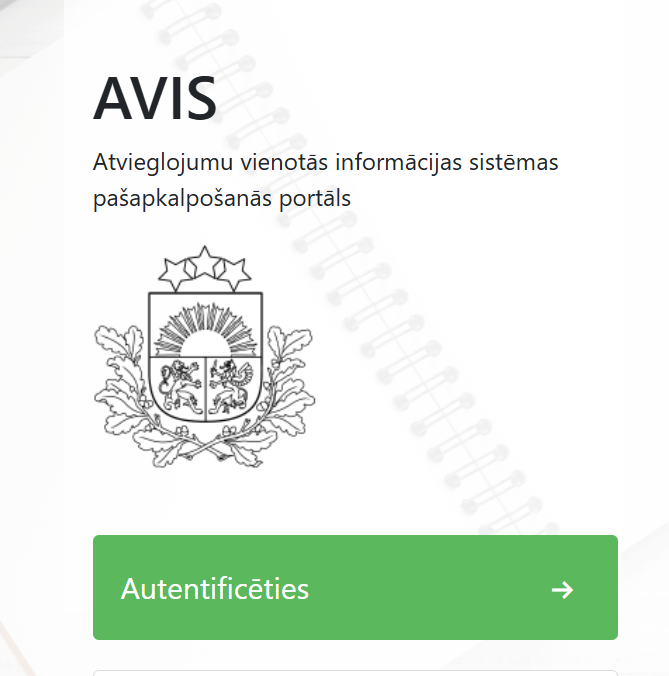 AVIS
Atvieglojumu vienotās informācijas sistēmas
pašapkalpošanās portāls
Autentificēties →